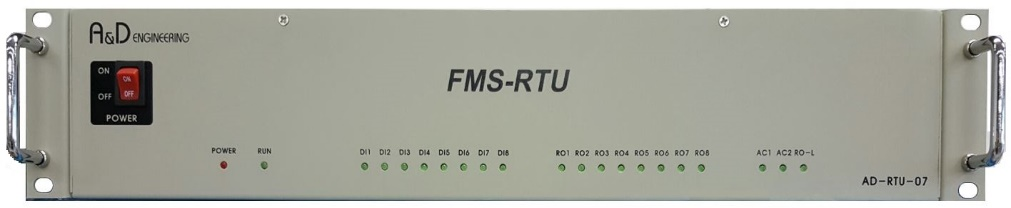 A&D ENGINEERING
ON
ON
OFF
OFF
POWER
FMS-RTU
POWER RUN DI1 DI2 DI3 DI4 DI5 DI6 DI7 DI8 RO1 RO2 RO3 RO4 RO5 RO6 RO7 RO8 AC1 AC2 RO-L
AD-RTU-07